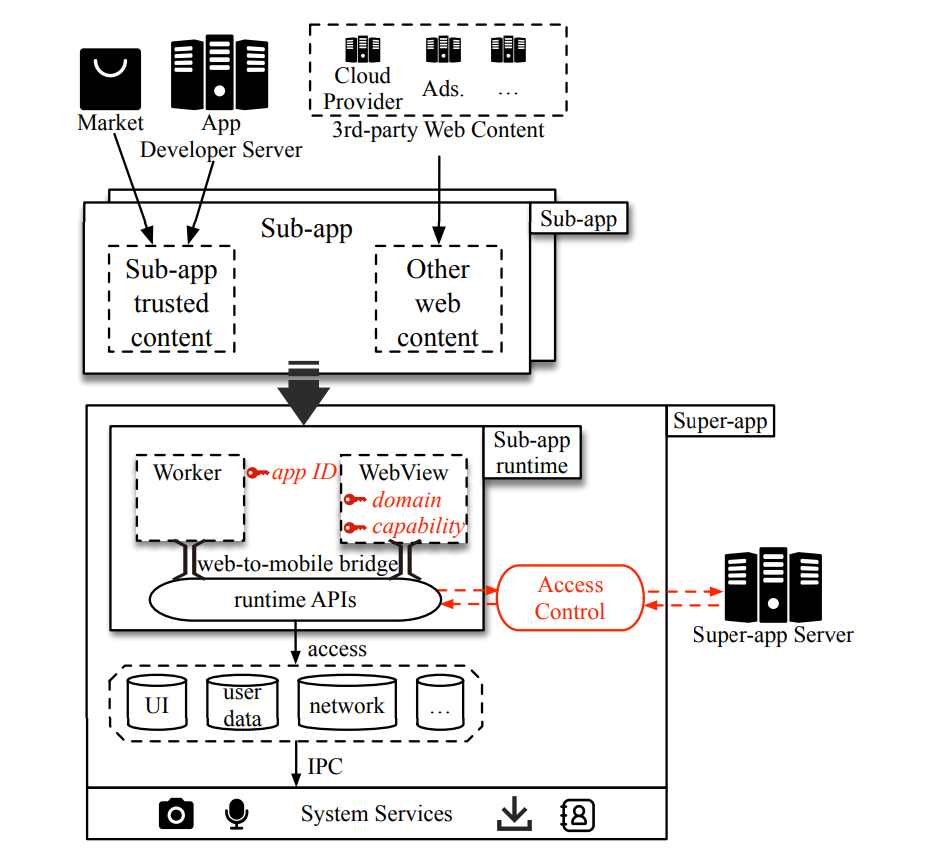 Market
App
Developer Server
Cloud
Provider
Ads.
...
3rd-party Web Content
Sub-app
Sub-app
Sub-app
trusted
content
Other
web
content
Super-app
Sub-app
runtime
Worker
app ID
WebView
domain
capability
web-to-mobile bridge
runtime APIs
Access
Control
Super-app Server
access
UI
user
data
network
...
IPC
System Services